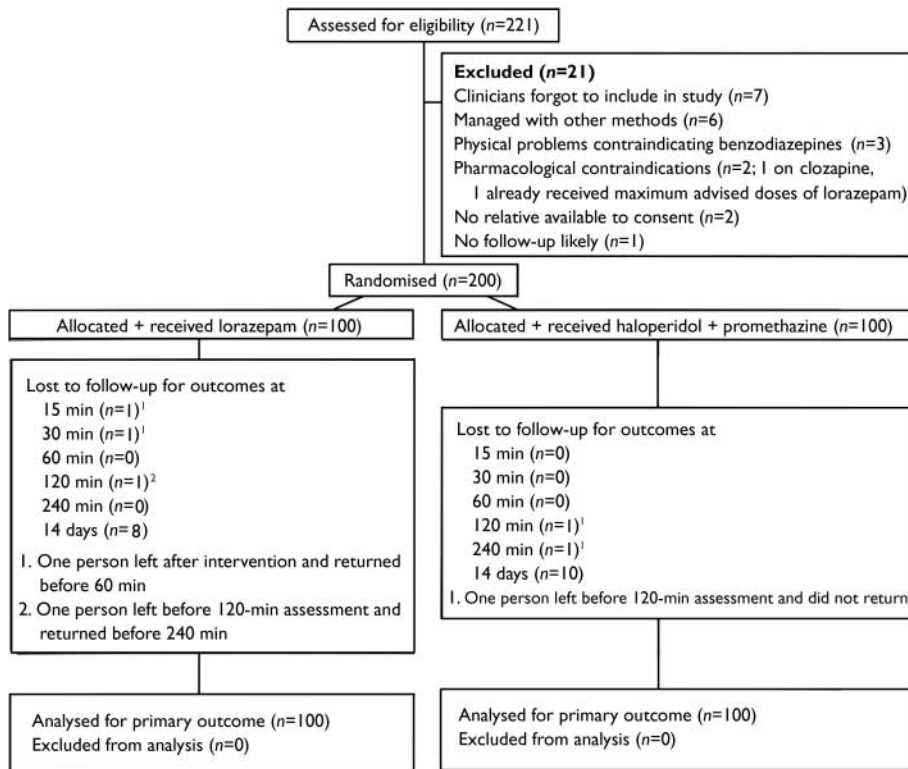 Assessed for eligibility (n=221)
Excluded (n=21)
Clinicians forgot to include in study (n=7)
Managed with other methods (n=6)
Physical problems contraindicating benzodiazepines (n=3)
Pharmacological contraindications (n=2; 1 on clozapine,
1 already received maximum advised doses of lorazepam)
No relative available to consent (n=2)
No follow-up likely (n=1)
Randomised (n=200)
Allocated + received lorazepam (n=100)
Lost to follow-up for outcomes at
15 min (n=1)¹
30 min (n=1)¹
60 min (n=0)
120 min (n=1)²
240 min (n=0)
14 days (n=8)
1. One person left after intervention and returned
before 60 min
2. One person left before 120-min assessment and
returned before 240 min
Analysed for primary outcome (n=100)
Excluded from analysis (n=0)
Allocated + received haloperidol + promethazine (n=100)
Lost to follow-up for outcomes at
15 min (n=0)
30 min (n=0)
60 min (n=0)
120 min (n=1)¹
240 min (n=1)¹
14 days (n=10)
1. One person left before 120-min assessment and did not return
Analysed for primary outcome (n=100)
Excluded from analysis (n=0)